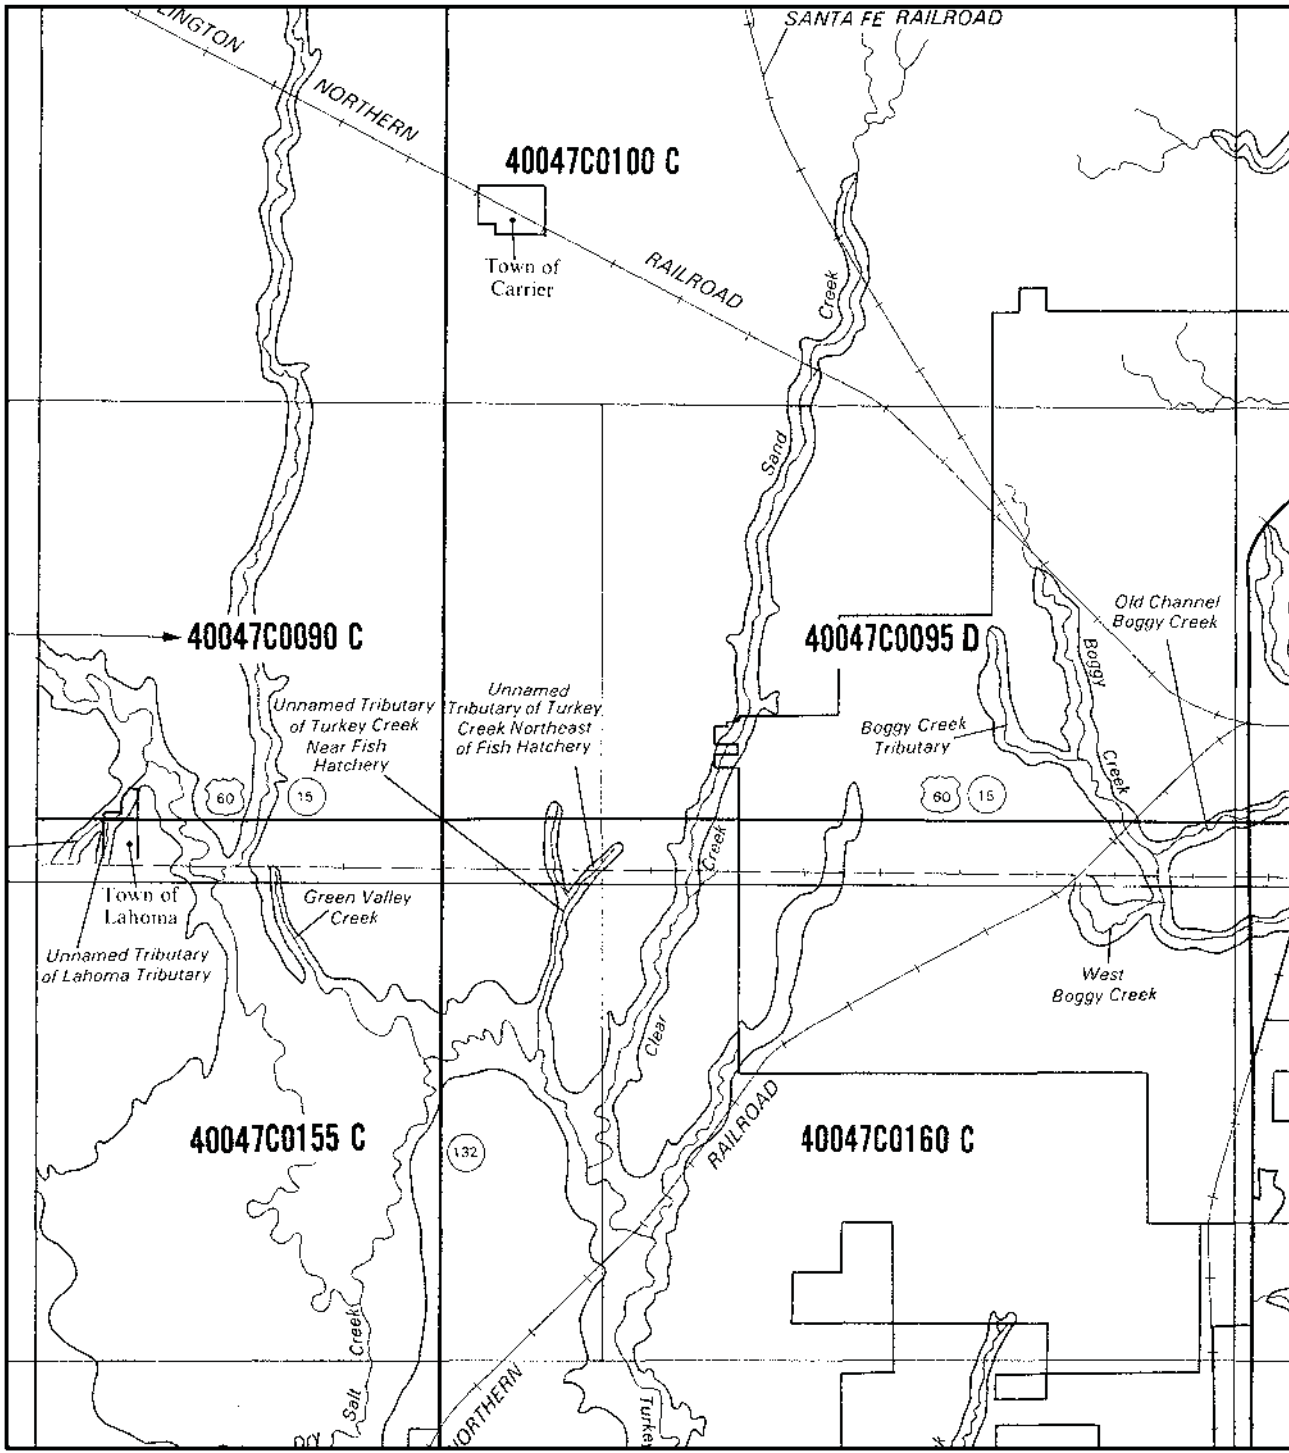 LINGTON
NORTHERN
RAILROAD
SANTA FE RAILROAD
40047C0100 C
Town of
Carrier
Creek
Sand
40047C0090 C
40047C0095 D
Old Channel
Boggy Creek
Boggy
Creek
Boggy Creek
Tributary
Unnamed Tributary
of Turkey Creek
Near Fish
Hatchery
Unnamed
Tributary of Turkey
Creek Northeast
of Fish Hatchery
60
15
60
15
Creek
Clear
Town of
Lahoma
Green Valley
Creek
Unnamed Tributary
of Lahoma Tributary
West
Boggy Creek
40047C0155 C
132
40047C0160 C
RAILROAD
NORTHERN
Creek
Salt
Turkey